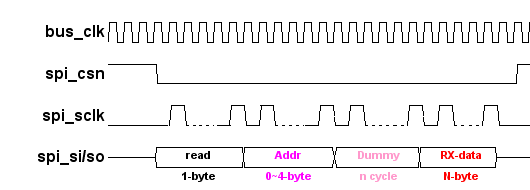 bus_clk
spi_csn
spi_sclk
spi_si/so read Addr Dummy RX-data
1-byte 0~4-byte n cycle N-byte